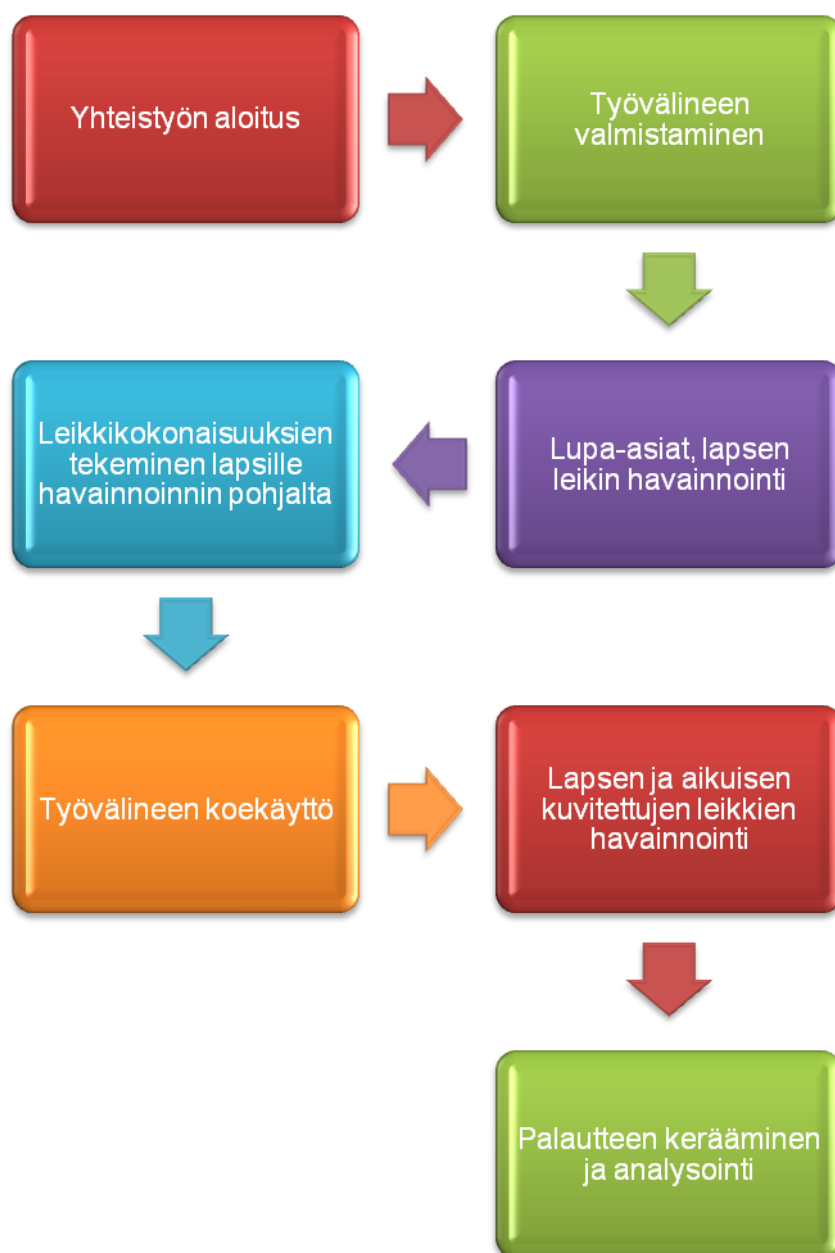 Yhteistyön aloitus
Työvälineen
valmistaminen
Lupa-asiat, lapsen
leikin havainnointi
Leikkikokonaisuuksien
tekeminen lapsille
havainnoinnin pohjalta
Työvälineen koekäyttö
Lapsen ja aikuisen
kuvitettujen leikkien
havainnointi
Palautteen kerääminen
ja analysointi